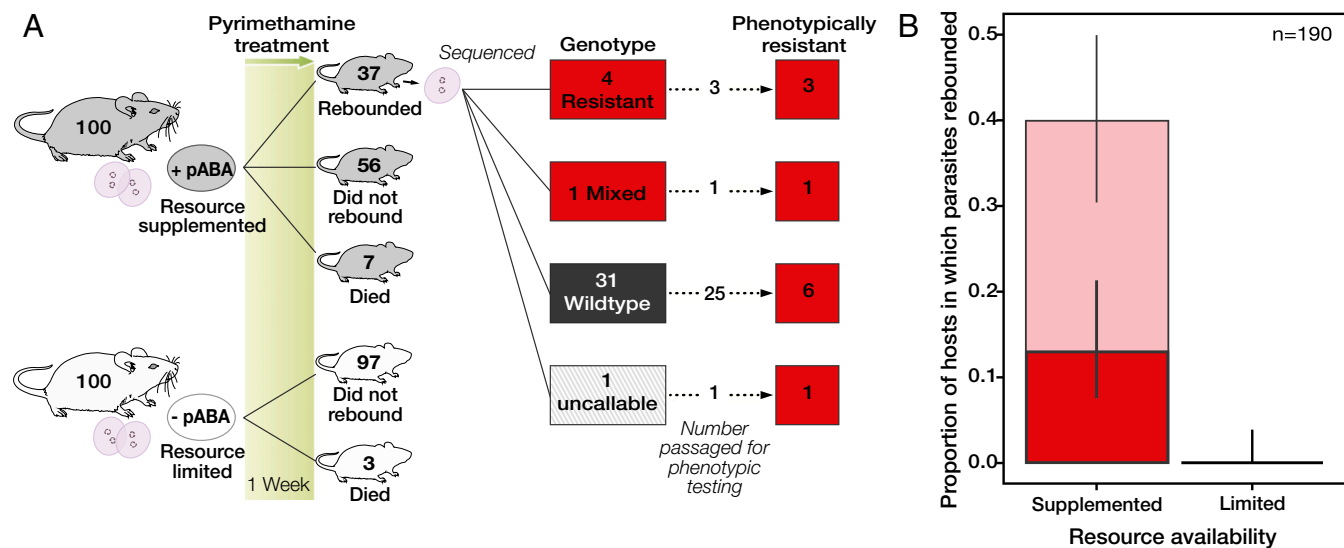 A
Pyrimethamine
treatment
100
+ pABA
Resource
supplemented
37
Rebounded
56
Did not
rebound
7
Died
100
- pABA
Resource
limited
97
Did not
rebound
3
Died
1 Week
Sequenced
Genotype
Phenotypically
resistant
4
Resistant
3
3
1 Mixed
1
1
31
Wildtype
25
6
1
uncallable
1
1
Number
passaged for
phenotypic
testing
B
Proportion of hosts in which parasites rebounded
0.5
0.4
0.3
0.2
0.1
0.0
n=190
Supplemented
Limited
Resource availability